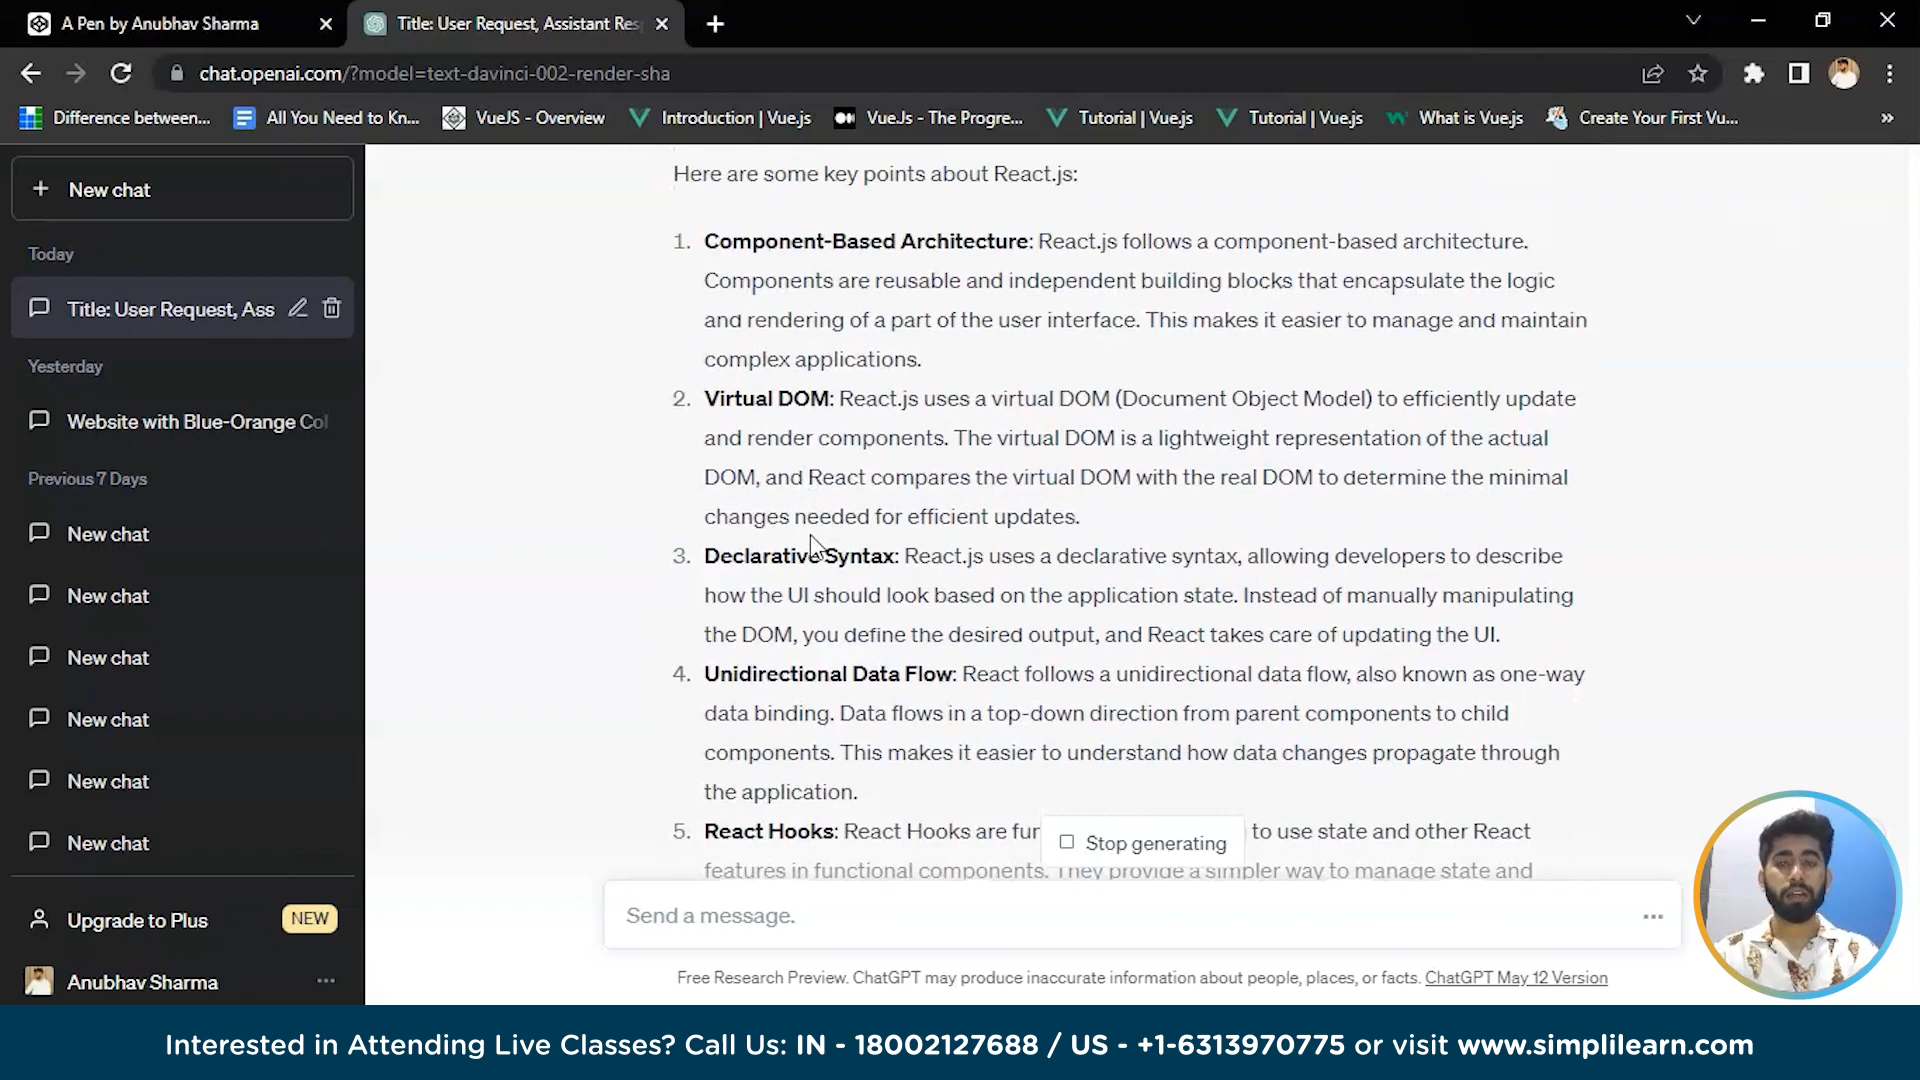 A Pen by Anubhav Sharma
Title: User Request, Assistant Res
chat.openai.com/?model=text-davinci-002-render-sha
Difference between...
All You Need to Kn...
VueJS - Overview
Introduction | Vue.js
VueJs - The Progre...
Tutorial | Vue.js
Tutorial | Vue.js
What is Vue.js
Create Your First Vu...
»
+ New chat
Today
Title: User Request, Ass
Yesterday
Website with Blue-Orange Col
Previous 7 Days
New chat
New chat
New chat
New chat
New chat
New chat
Upgrade to Plus NEW
Anubhav Sharma
Here are some key points about React.js:
1. Component-Based Architecture: React.js follows a component-based architecture.
Components are reusable and independent building blocks that encapsulate the logic
and rendering of a part of the user interface. This makes it easier to manage and maintain
complex applications.
2. Virtual DOM: React.js uses a virtual DOM (Document Object Model) to efficiently update
and render components. The virtual DOM is a lightweight representation of the actual
DOM, and React compares the virtual DOM with the real DOM to determine the minimal
changes needed for efficient updates.
3. Declarative Syntax: React.js uses a declarative syntax, allowing developers to describe
how the UI should look based on the application state. Instead of manually manipulating
the DOM, you define the desired output, and React takes care of updating the UI.
4. Unidirectional Data Flow: React follows a unidirectional data flow, also known as one-way
data binding. Data flows in a top-down direction from parent components to child
components. This makes it easier to understand how data changes propagate through
the application.
5. React Hooks: React Hooks are fun to use state and other React
Stop generating
features in functional components. They provide a simpler way to manage state and
Send a message.
Free Research Preview. ChatGPT may produce inaccurate information about people, places, or facts. ChatGPT May 12 Version
Interested in Attending Live Classes? Call Us: IN - 18002127688 / US - +1-6313970775 or visit www.simplilearn.com